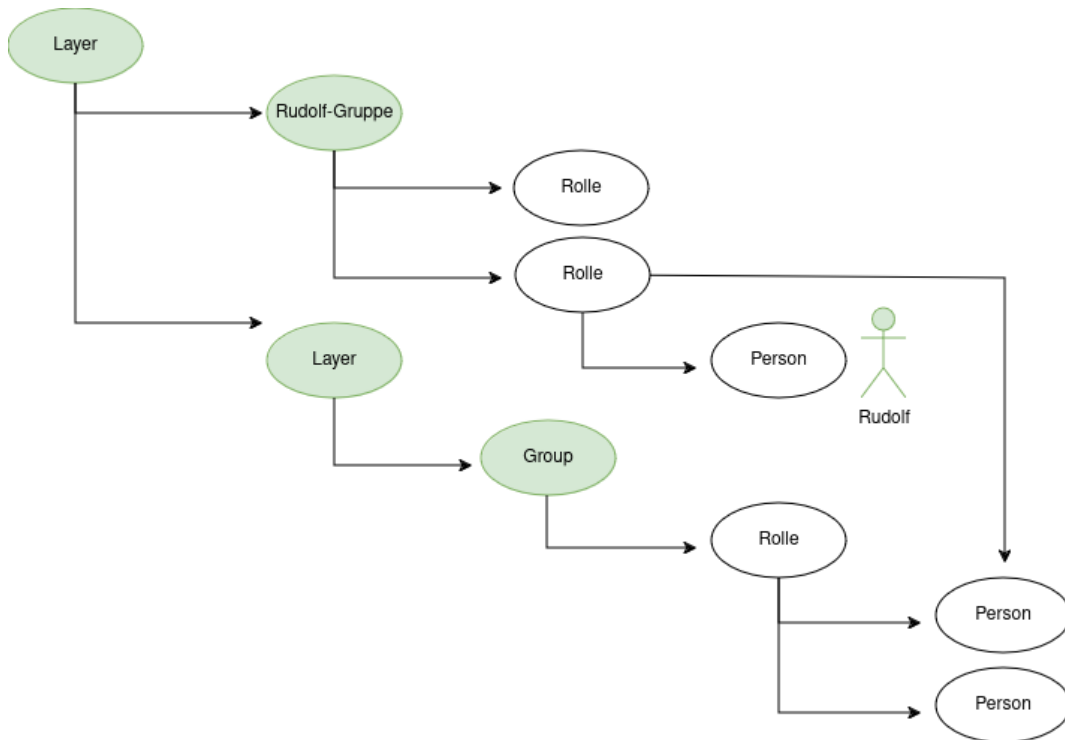 Layer
Rudolf-Gruppe
Rolle
Rolle
Layer
Person
Rudolf
Group
Rolle
Person
Person